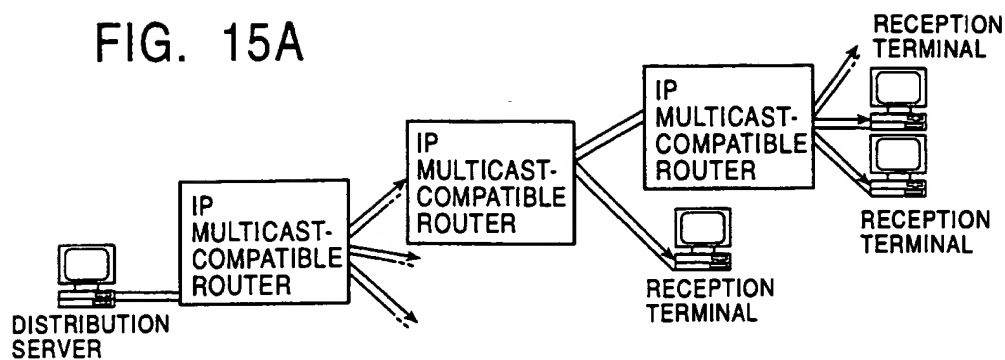 FIG. 15A
RECEPTION
TERMINAL
IP
MULTICAST-
COMPATIBLE
ROUTER
IP
MULTICAST-
COMPATIBLE
ROUTER
IP
MULTICAST-
COMPATIBLE
ROUTER
RECEPTION
TERMINAL
RECEPTION
TERMINAL
DISTRIBUTION
SERVER